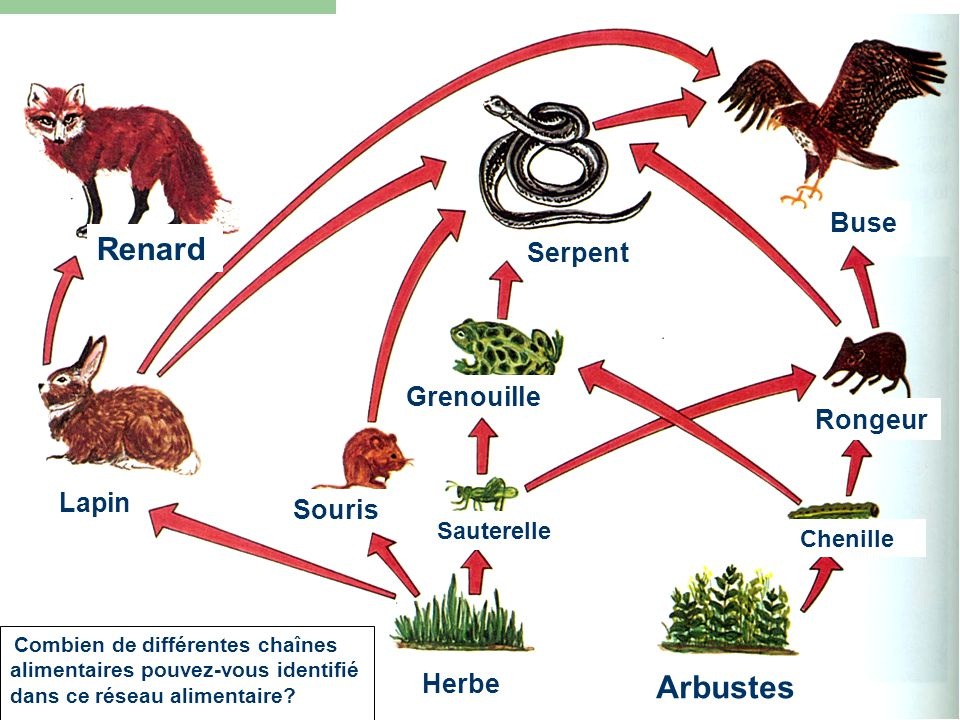 Renard
Serpent
Buse
Grenouille
Rongeur
Lapin
Souris
Sauterelle
Chenille
Herbe
Arbustes
Combien de différentes chaînes
alimentaires pouvez-vous identifié
dans ce réseau alimentaire?